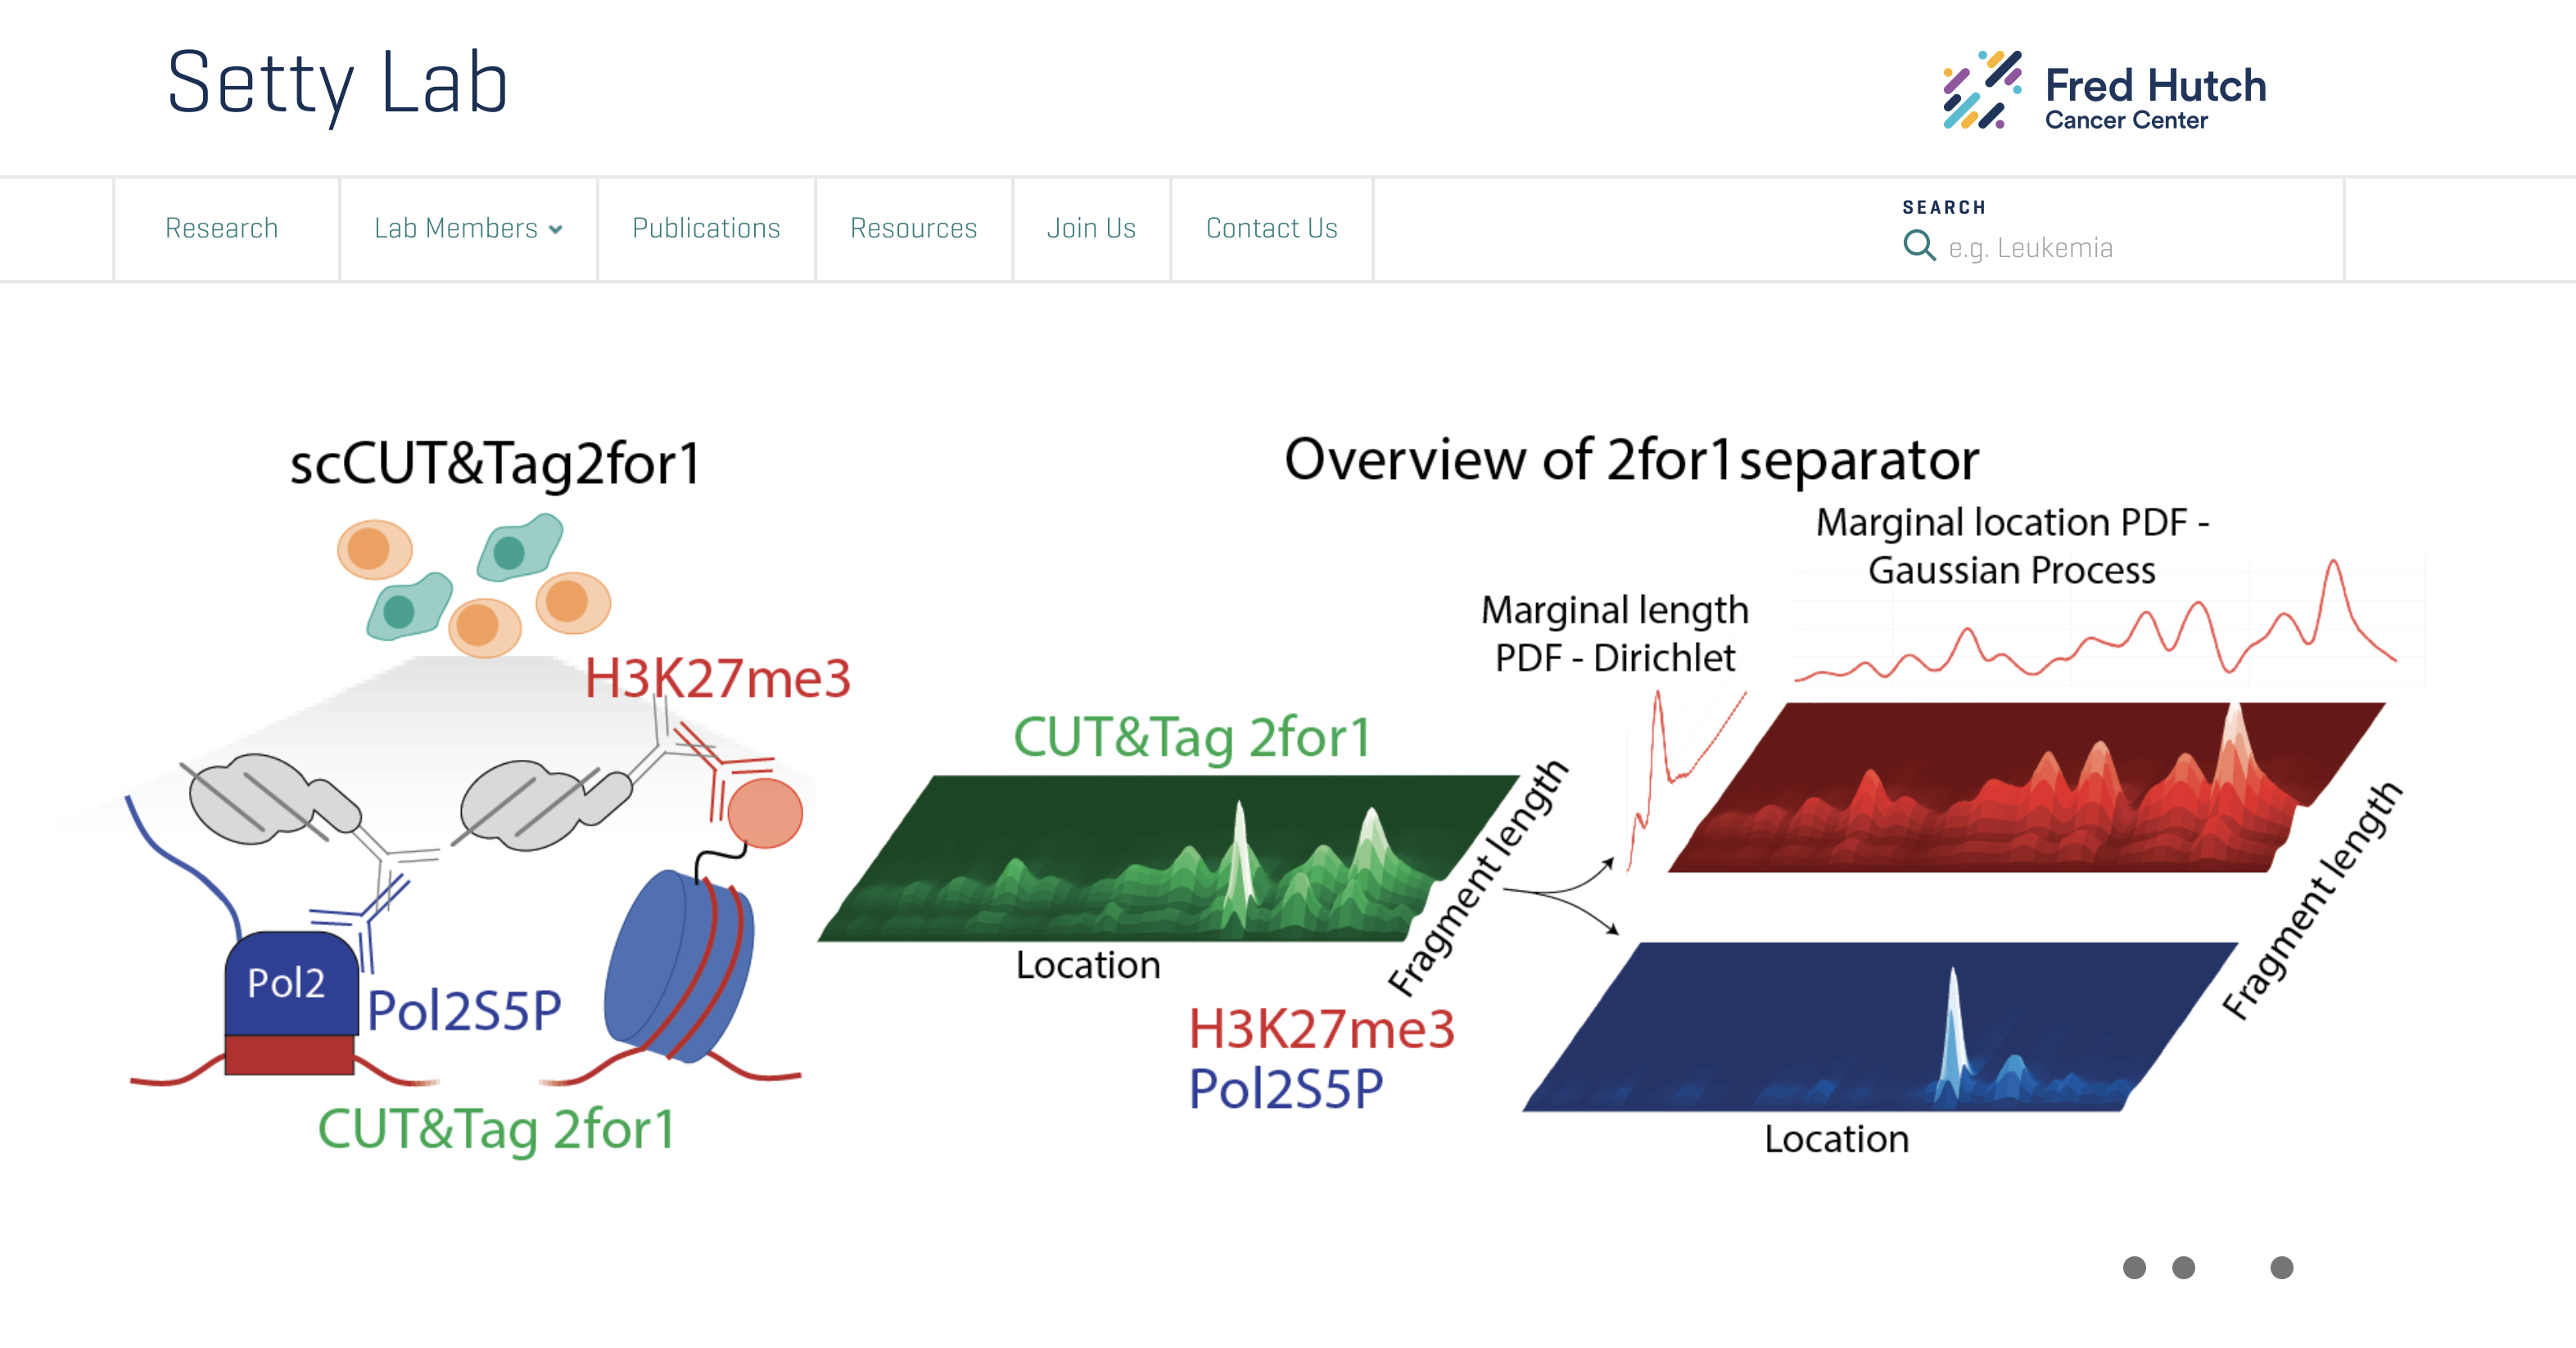 Setty Lab
Fred Hutch
Cancer Center
Research
Lab Members
Publications
Resources
Join Us
Contact Us
SEARCH
e.g. Leukemia
scCUT&Tag2for1
H3K27me3
Pol2
Pol2S5P
CUT&Tag 2for1
Overview of 2for1separator
CUT&Tag 2for1
Location
Fragment length
H3K27me3
Pol2S5P
Marginal length
PDF - Dirichlet
Marginal location PDF -
Gaussian Process
Fragment length
Location